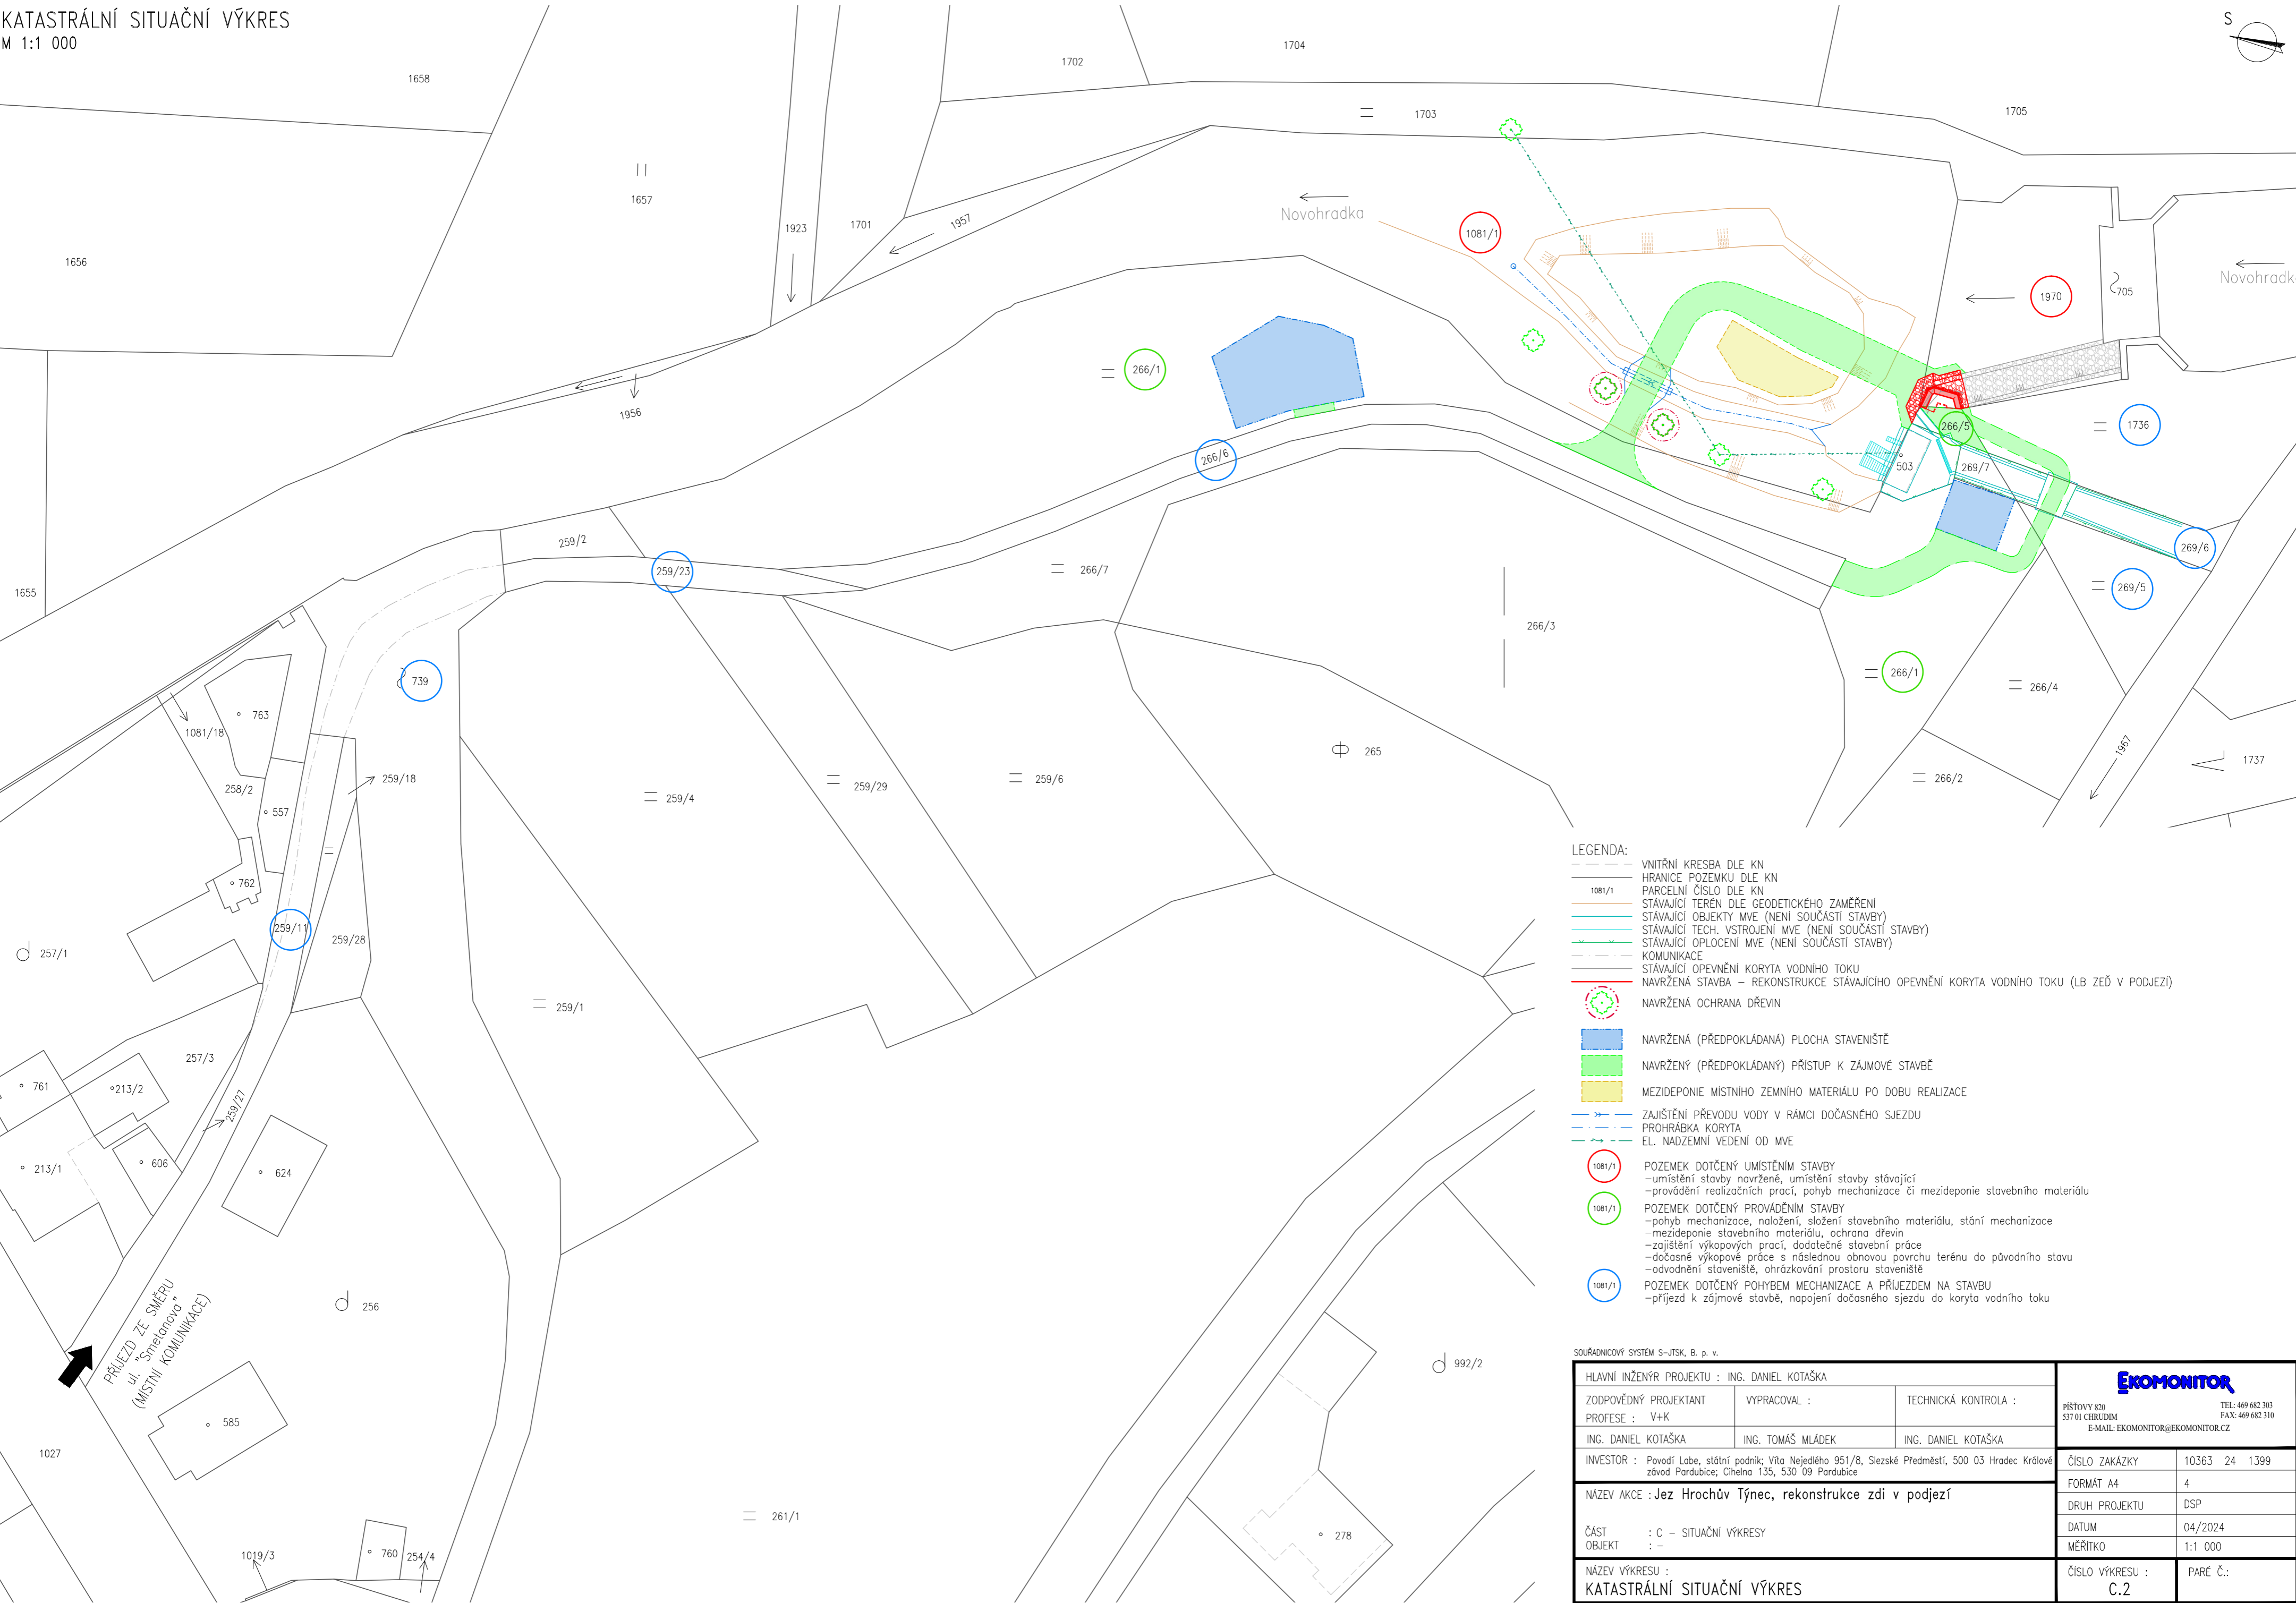 KATASTRÁLNÍ SITUAČNÍ VÝKRES
M 1:1 000
S
1658
1702
1704
1703
1705
1657
1656
1923
1701
1957
Novohradka
1081/1
1970
705
Novohradk
266/1
1956
266/6
1736
266/5
503
269/7
269/6
269/5
259/2
259/23
266/7
1655
266/3
739
266/1
266/4
763
1081/18
258/2
557
259/18
259/4
259/29
259/6
265
266/2
1967
1737
762
259/11
259/28
257/1
259/1
257/3
761
213/2
259/27
213/1
606
624
256
PŘÍJEZD ZE SMĚRU
ul. "Smetanova"
(MÍSTNÍ KOMUNIKACE)
585
1027
992/2
261/1
278
1019/3
760
254/4
LEGENDA:
VNITŘNÍ KRESBA DLE KN
HRANICE POZEMKU DLE KN
1081/1 PARCELNÍ ČÍSLO DLE KN
STÁVAJÍCÍ TERÉN DLE GEODETICKÉHO ZAMĚŘENÍ
STÁVAJÍCÍ OBJEKTY MVE (NENÍ SOUČÁSTÍ STAVBY)
STÁVAJÍCÍ TECH. VSTROJENÍ MVE (NENÍ SOUČÁSTÍ STAVBY)
STÁVAJÍCÍ OPLOCENÍ MVE (NENÍ SOUČÁSTÍ STAVBY)
KOMUNIKACE
STÁVAJÍCÍ OPEVNĚNÍ KORYTA VODNÍHO TOKU
NAVRŽENÁ STAVBA – REKONSTRUKCE STÁVAJÍCÍHO OPEVNĚNÍ KORYTA VODNÍHO TOKU (LB ZEĎ V PODJEZÍ)
NAVRŽENÁ OCHRANA DŘEVIN
NAVRŽENÁ (PŘEDPOKLÁDANÁ) PLOCHA STAVENIŠTĚ
NAVRŽENÝ (PŘEDPOKLÁDANÝ) PŘÍSTUP K ZÁJMOVÉ STAVBĚ
MEZIDEPONIE MÍSTNÍHO ZEMNÍHO MATERIÁLU PO DOBU REALIZACE
ZAJIŠTĚNÍ PŘEVODU VODY V RÁMCI DOČASNÉHO SJEZDU
PROHRÁBKA KORYTA
EL. NADZEMNÍ VEDENÍ OD MVE
1081/1 POZEMEK DOTČENÝ UMÍSTĚNÍM STAVBY
–umístění stavby navržené, umístění stavby stávající
–provádění realizačních prací, pohyb mechanizace či mezideponie stavebního materiálu
1081/1 POZEMEK DOTČENÝ PROVÁDĚNÍM STAVBY
–pohyb mechanizace, naložení, složení stavebního materiálu, stání mechanizace
–mezideponie stavebního materiálu, ochrana dřevin
–zajištění výkopových prací, dodatečné stavební práce
–dočasné výkopové práce s následnou obnovou povrchu terénu do původního stavu
–odvodnění staveniště, ohrázkování prostoru staveniště
1081/1 POZEMEK DOTČENÝ POHYBEM MECHANIZACE A PŘÍJEZDEM NA STAVBU
–příjezd k zájmové stavbě, napojení dočasného sjezdu do koryta vodního toku
SOUŘADNICOVÝ SYSTÉM S–JTSK, B. p. v.
HLAVNÍ INŽENÝR PROJEKTU : ING. DANIEL KOTAŠKA
ZODPOVĚDNÝ PROJEKTANT
PROFESE : V+K
VYPRACOVAL :
TECHNICKÁ KONTROLA :
ING. DANIEL KOTAŠKA
ING. TOMÁŠ MLÁDEK
ING. DANIEL KOTAŠKA
INVESTOR : Povodí Labe, státní podnik; Víta Nejedlého 951/8, Slezské Předměstí, 500 03 Hradec Králové
závod Pardubice; Cihelna 135, 530 09 Pardubice
NÁZEV AKCE : Jez Hrochův Týnec, rekonstrukce zdi v podjezí
ČÁST : C – SITUAČNÍ VÝKRESY
OBJEKT : –
NÁZEV VÝKRESU :
KATASTRÁLNÍ SITUAČNÍ VÝKRES
EKOMONITOR
PÍŠŤOVY 820
537 01 CHRUDIM
TEL: 469 682 303
FAX: 469 682 310
E-MAIL: EKOMONITOR@EKOMONITOR.CZ
ČÍSLO ZAKÁZKY 10363 24 1399
FORMÁT A4 4
DRUH PROJEKTU DSP
DATUM 04/2024
MĚŘÍTKO 1:1 000
ČÍSLO VÝKRESU :
C.2
PARÉ Č.: